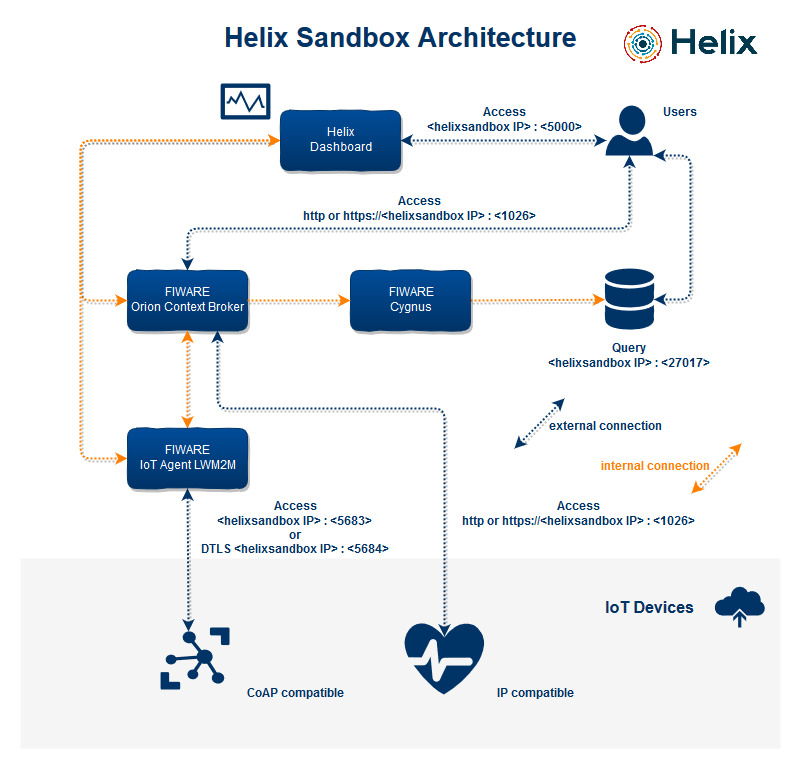 Helix Sandbox Architecture
Helix
Helix
Dashboard
Access
<helixsandbox IP> : <5000>
Users
Access
http or https://<helixsandbox IP> : <1026>
FIWARE
Orion Context Broker
FIWARE
Cygnus
Query
<helixsandbox IP> : <27017>
external connection
internal connection
FIWARE
IoT Agent LWM2M
Access
<helixsandbox IP> : <5683>
or
DTLS <helixsandbox IP> : <5684>
Access
http or https://<helixsandbox IP> : <1026>
IoT Devices
CoAP compatible
IP compatible